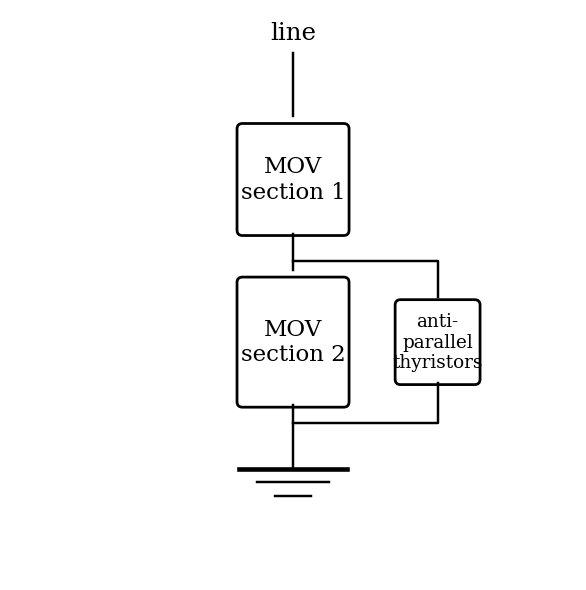 line
MOV
section 1
MOV
section 2
anti-
parallel
thyristors